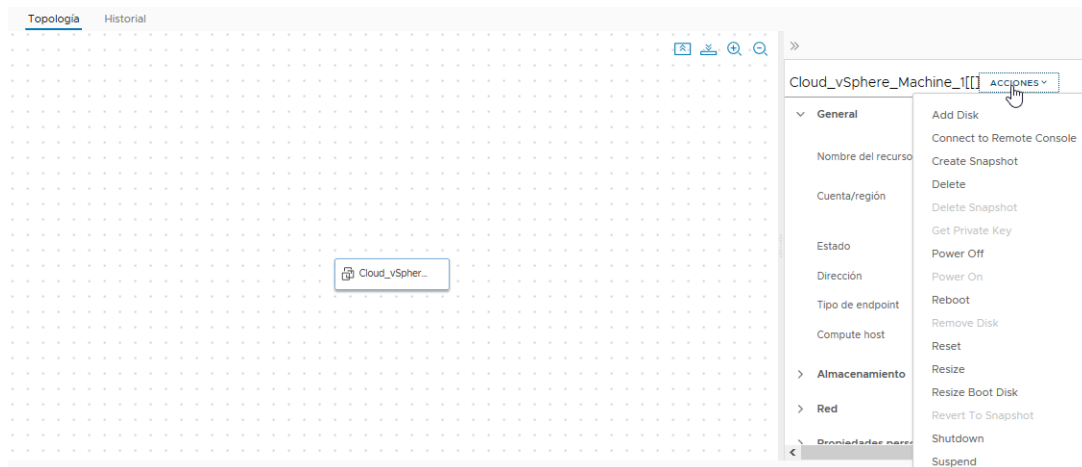 Topología Historial
Cloud_vSphere_Machine_1[[] ACCIONES
General
Nombre del recurso
Cuenta/región
Estado
Dirección
Tipo de endpoint
Compute host
Almacenamiento
Red
Propiedades perso
Add Disk
Connect to Remote Console
Create Snapshot
Delete
Delete Snapshot
Get Private Key
Power Off
Power On
Reboot
Remove Disk
Reset
Resize
Resize Boot Disk
Revert To Snapshot
Shutdown
Suspend
Cloud_vSpher...